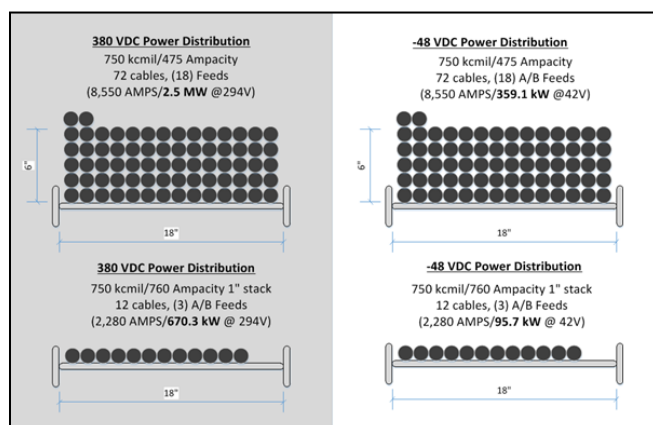 380 VDC Power Distribution
750 kcmil/475 Ampacity
72 cables, (18) Feeds
(8,550 AMPS/2.5 MW @294V)
6"
18"
380 VDC Power Distribution
750 kcmil/760 Ampacity 1" stack
12 cables, (3) A/B Feeds
(2,280 AMPS/670.3 kW @ 294V)
18"
-48 VDC Power Distribution
750 kcmil/475 Ampacity
72 cables, (18) A/B Feeds
(8,550 AMPS/359.1 kW @42V)
6"
18"
-48 VDC Power Distribution
750 kcmil/760 Ampacity 1" stack
12 cables, (3) A/B Feeds
(2,280 AMPS/95.7 kW @ 42V)
18"